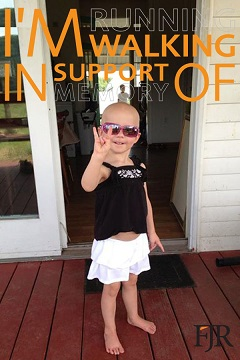 I'M RUNNING
WALKING
IN SUPPORT OF
MEMORY
FJR